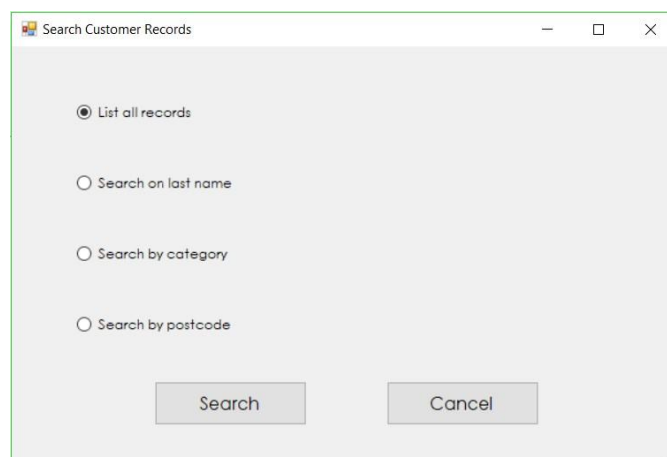 Search Customer Records
List all records
Search on last name
Search by category
Search by postcode
Search Cancel